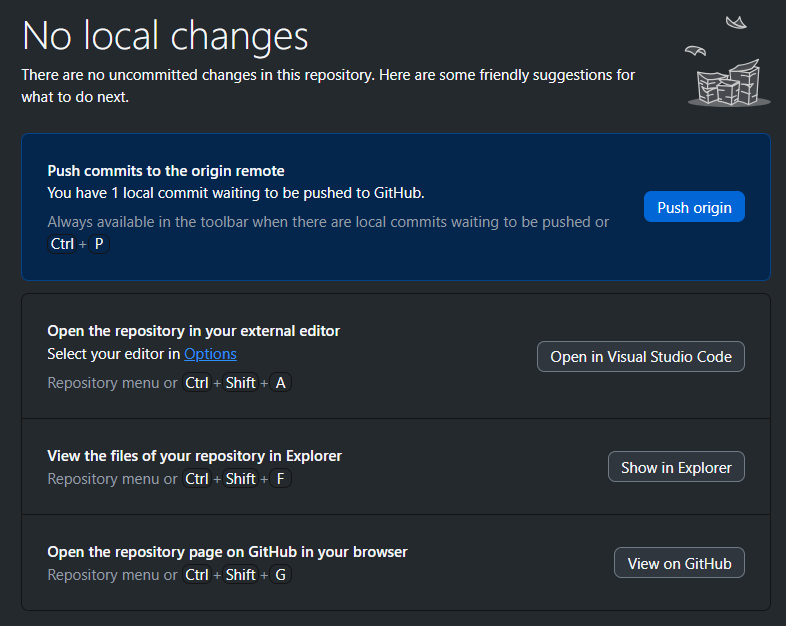 No local changes
There are no uncommitted changes in this repository. Here are some friendly suggestions for
what to do next.
Push commits to the origin remote
You have 1 local commit waiting to be pushed to GitHub.
Always available in the toolbar when there are local commits waiting to be pushed or
Ctrl + P
Push origin
Open the repository in your external editor
Select your editor in Options
Repository menu or Ctrl + Shift + A
Open in Visual Studio Code
View the files of your repository in Explorer
Repository menu or Ctrl + Shift + F
Show in Explorer
Open the repository page on GitHub in your browser
Repository menu or Ctrl + Shift + G
View on GitHub